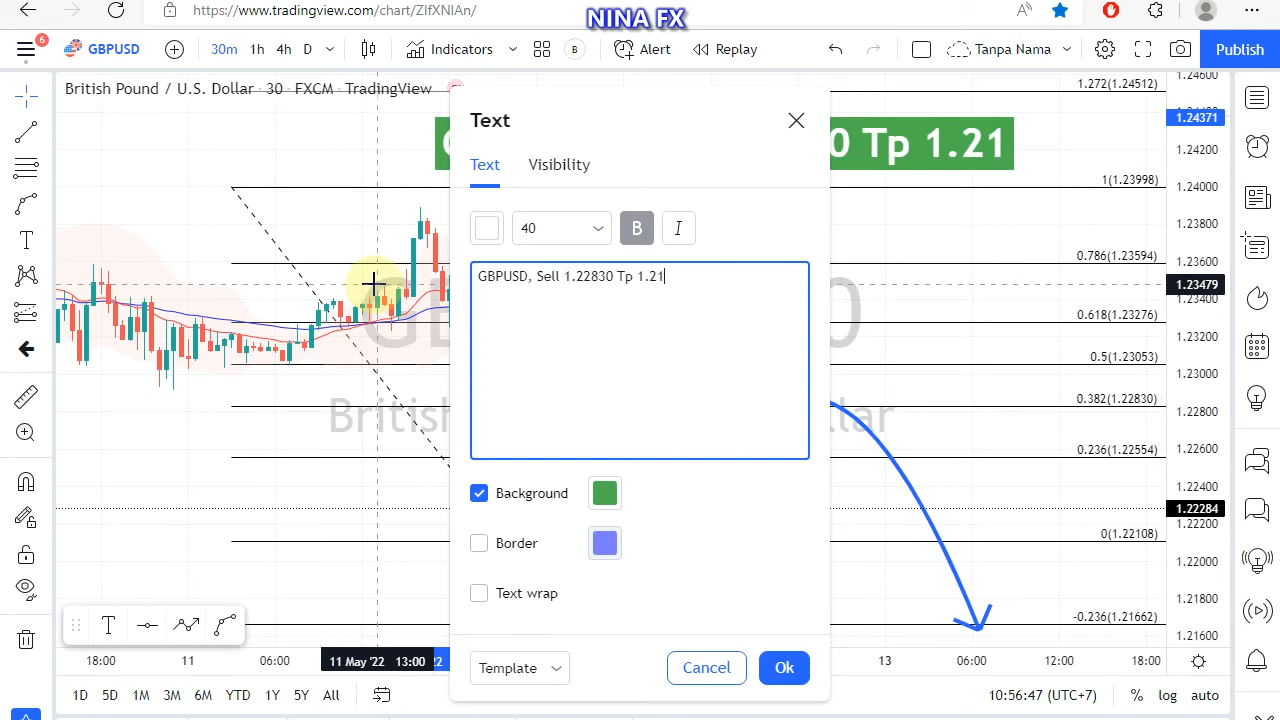 https://www.tradingview.com/chart/ZIfXNIAn/
NINA FX
6
GBPUSD
30m 1h 4h D
Indicators
B
Alert
Replay
Tanpa Nama
Publish
British Pound / U.S. Dollar · 30 · FXCM · TradingView
0 Tp 1.21
Text
Text
Visibility
40
B
I
GBPUSD, Sell 1.22830 Tp 1.21
Background
Border
Text wrap
Template
Cancel
Ok
1.272(1.24512)
1(1.23998)
0.786(1.23594)
0.618(1.23276)
0.5(1.23053)
0.382(1.22830)
0.236(1.22554)
0(1.22108)
-0.236(1.21662)
1.24600
1.24371
1.24200
1.24000
1.23800
1.23600
1.23479
1.23400
1.23200
1.23000
1.22800
1.22600
1.22400
1.22284
1.22200
1.22000
1.21800
1.21600
18:00 11 06:00 11 May '22 13:00 13 06:00 12:00 18:00
1D 5D 1M 3M 6M YTD 1Y 5Y All
10:56:47 (UTC+7) % log auto